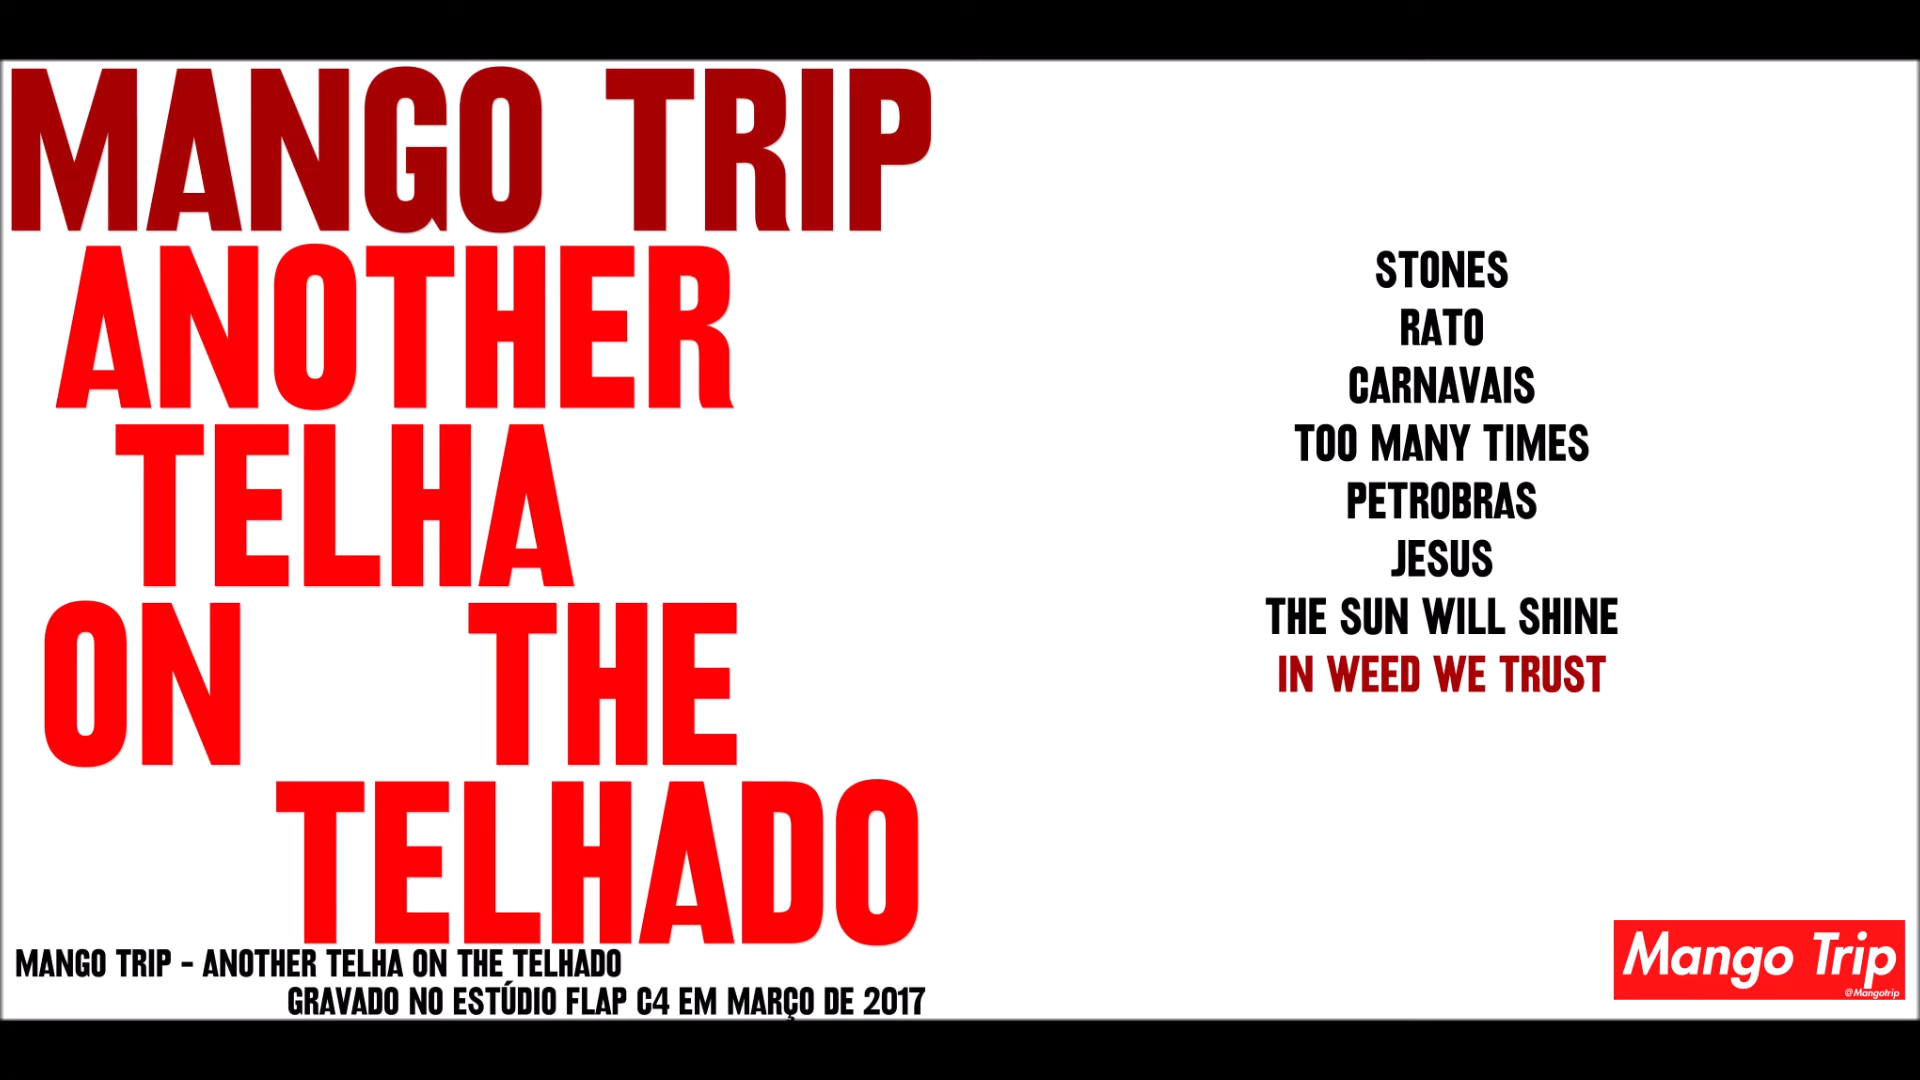 MANGO TRIP
ANOTHER
TELHA
ON THE
TELHADO
MANGO TRIP - ANOTHER TELHA ON THE TELHADO
GRAVADO NO ESTÚDIO FLAP C4 EM MARÇO DE 2017
STONES
RATO
CARNAVAIS
TOO MANY TIMES
PETROBRAS
JESUS
THE SUN WILL SHINE
IN WEED WE TRUST
Mango Trip
@Mangotrip